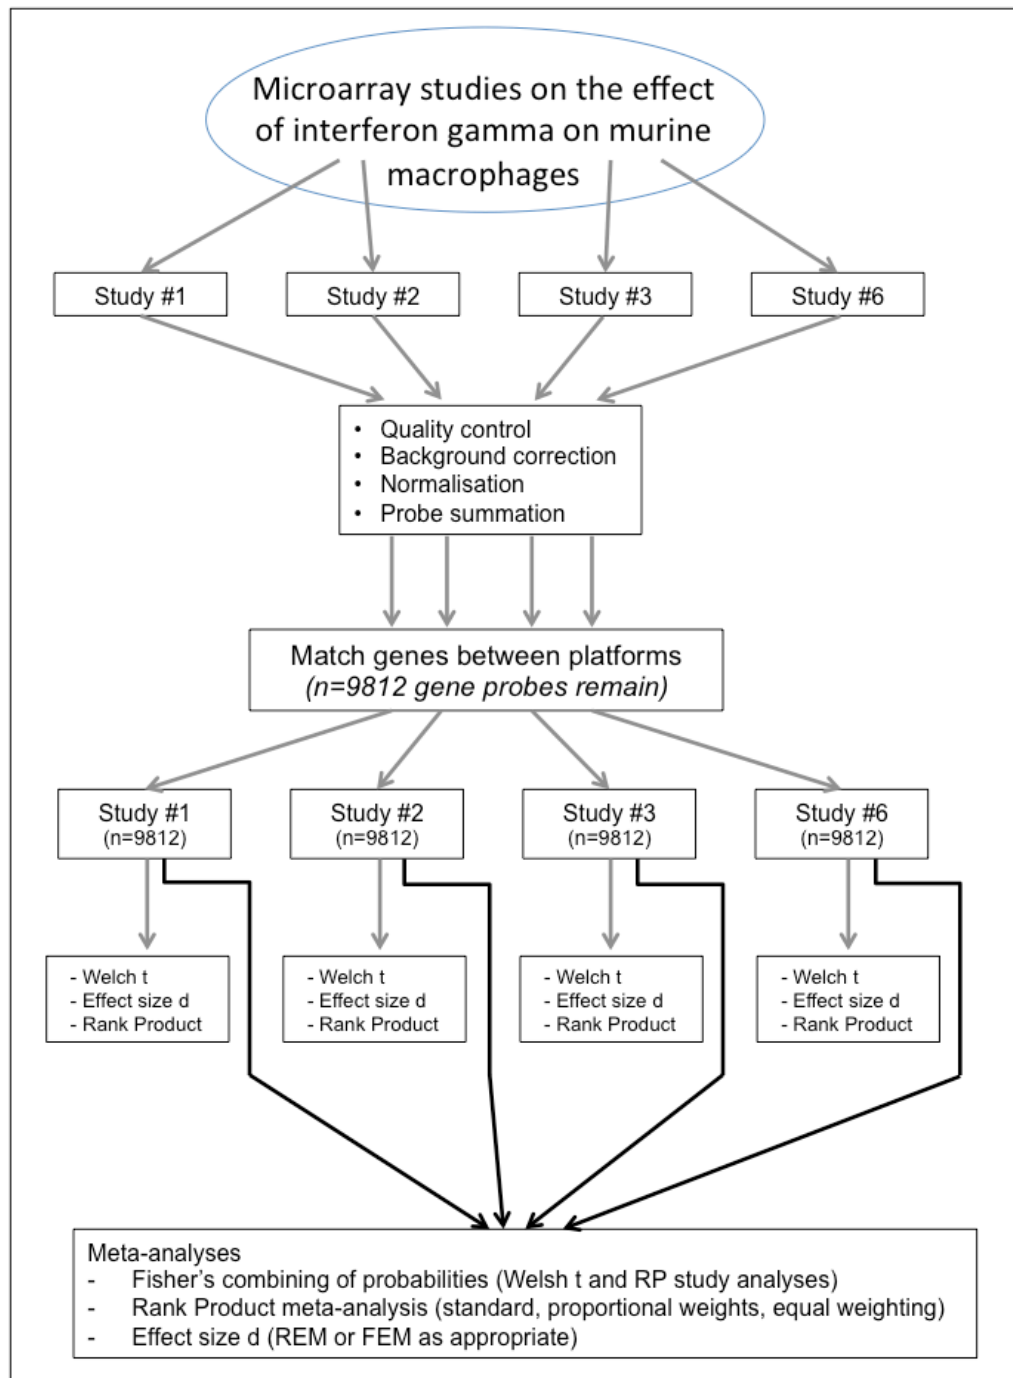 Microarray studies on the effect
of interferon gamma on murine
macrophages
Study #1
Study #2
Study #3
Study #6
• Quality control
• Background correction
• Normalisation
• Probe summation
Match genes between platforms
(n=9812 gene probes remain)
Study #1
(n=9812)
Study #2
(n=9812)
Study #3
(n=9812)
Study #6
(n=9812)
- Welch t
- Effect size d
- Rank Product
- Welch t
- Effect size d
- Rank Product
- Welch t
- Effect size d
- Rank Product
- Welch t
- Effect size d
- Rank Product
Meta-analyses
- Fisher's combining of probabilities (Welsh t and RP study analyses)
- Rank Product meta-analysis (standard, proportional weights, equal weighting)
- Effect size d (REM or FEM as appropriate)